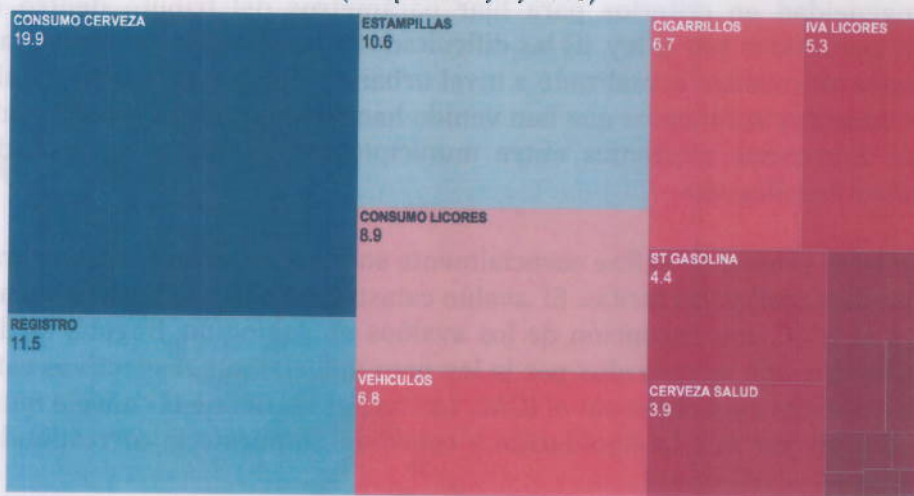 CONSUMO CERVEZA
19.9
ESTAMPILLAS
10.6
CIGARRILLOS
6.7
IVA LICORES
5.3
CONSUMO LICORES
8.9
ST GASOLINA
4.4
REGISTRO
11.5
VEHICULOS
6.8
CERVEZA SALUD
3.9